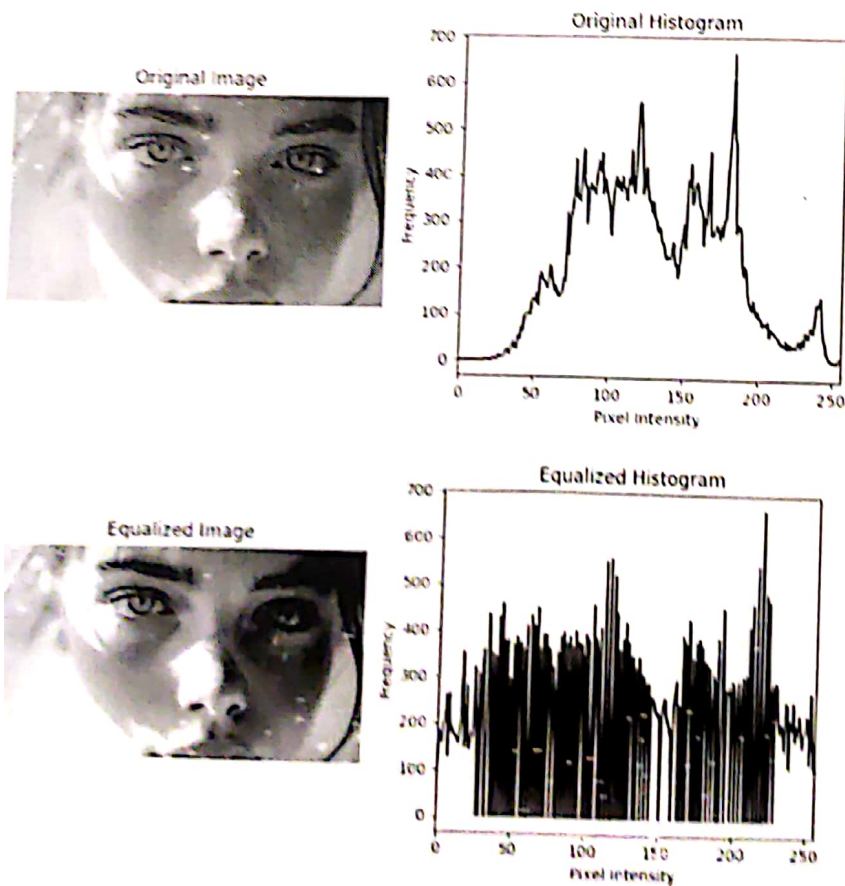 Original Image
Original Histogram
700
600
500
400
300
200
100
0
Frequency
0 50 100 150 200 250
Pixel Intensity
Equalized Image
Equalized Histogram
700
600
500
400
300
200
100
0
Frequency
0 50 100 150 200 250
Pixel Intensity